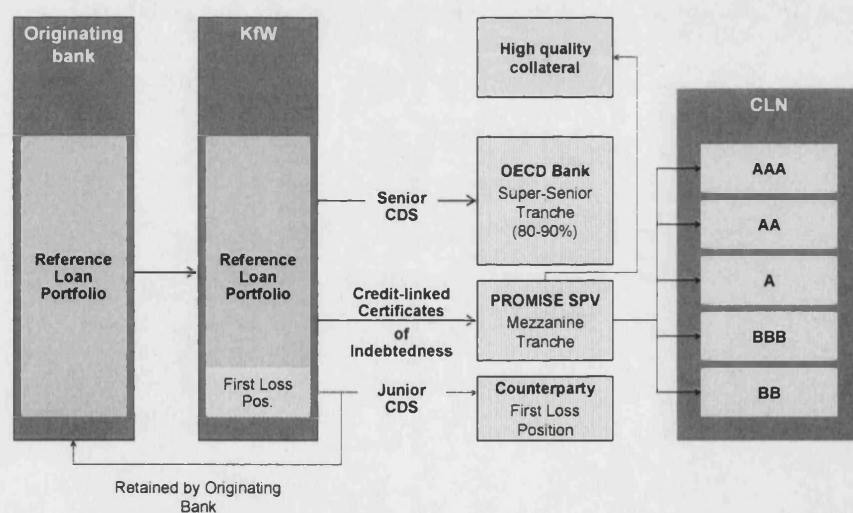 Originating
bank
KfW
High quality
collateral
CLN
Reference
Loan
Portfolio
Reference
Loan
Portfolio
First Loss
Pos.
Senior
CDS
Credit-linked
Certificates
of
Indebtedness
Junior
CDS
OECD Bank
Super-Senior
Tranche
(80-90%)
PROMISE SPV
Mezzanine
Tranche
Counterparty
First Loss
Position
AAA
AA
A
BBB
BB
Retained by Originating
Bank